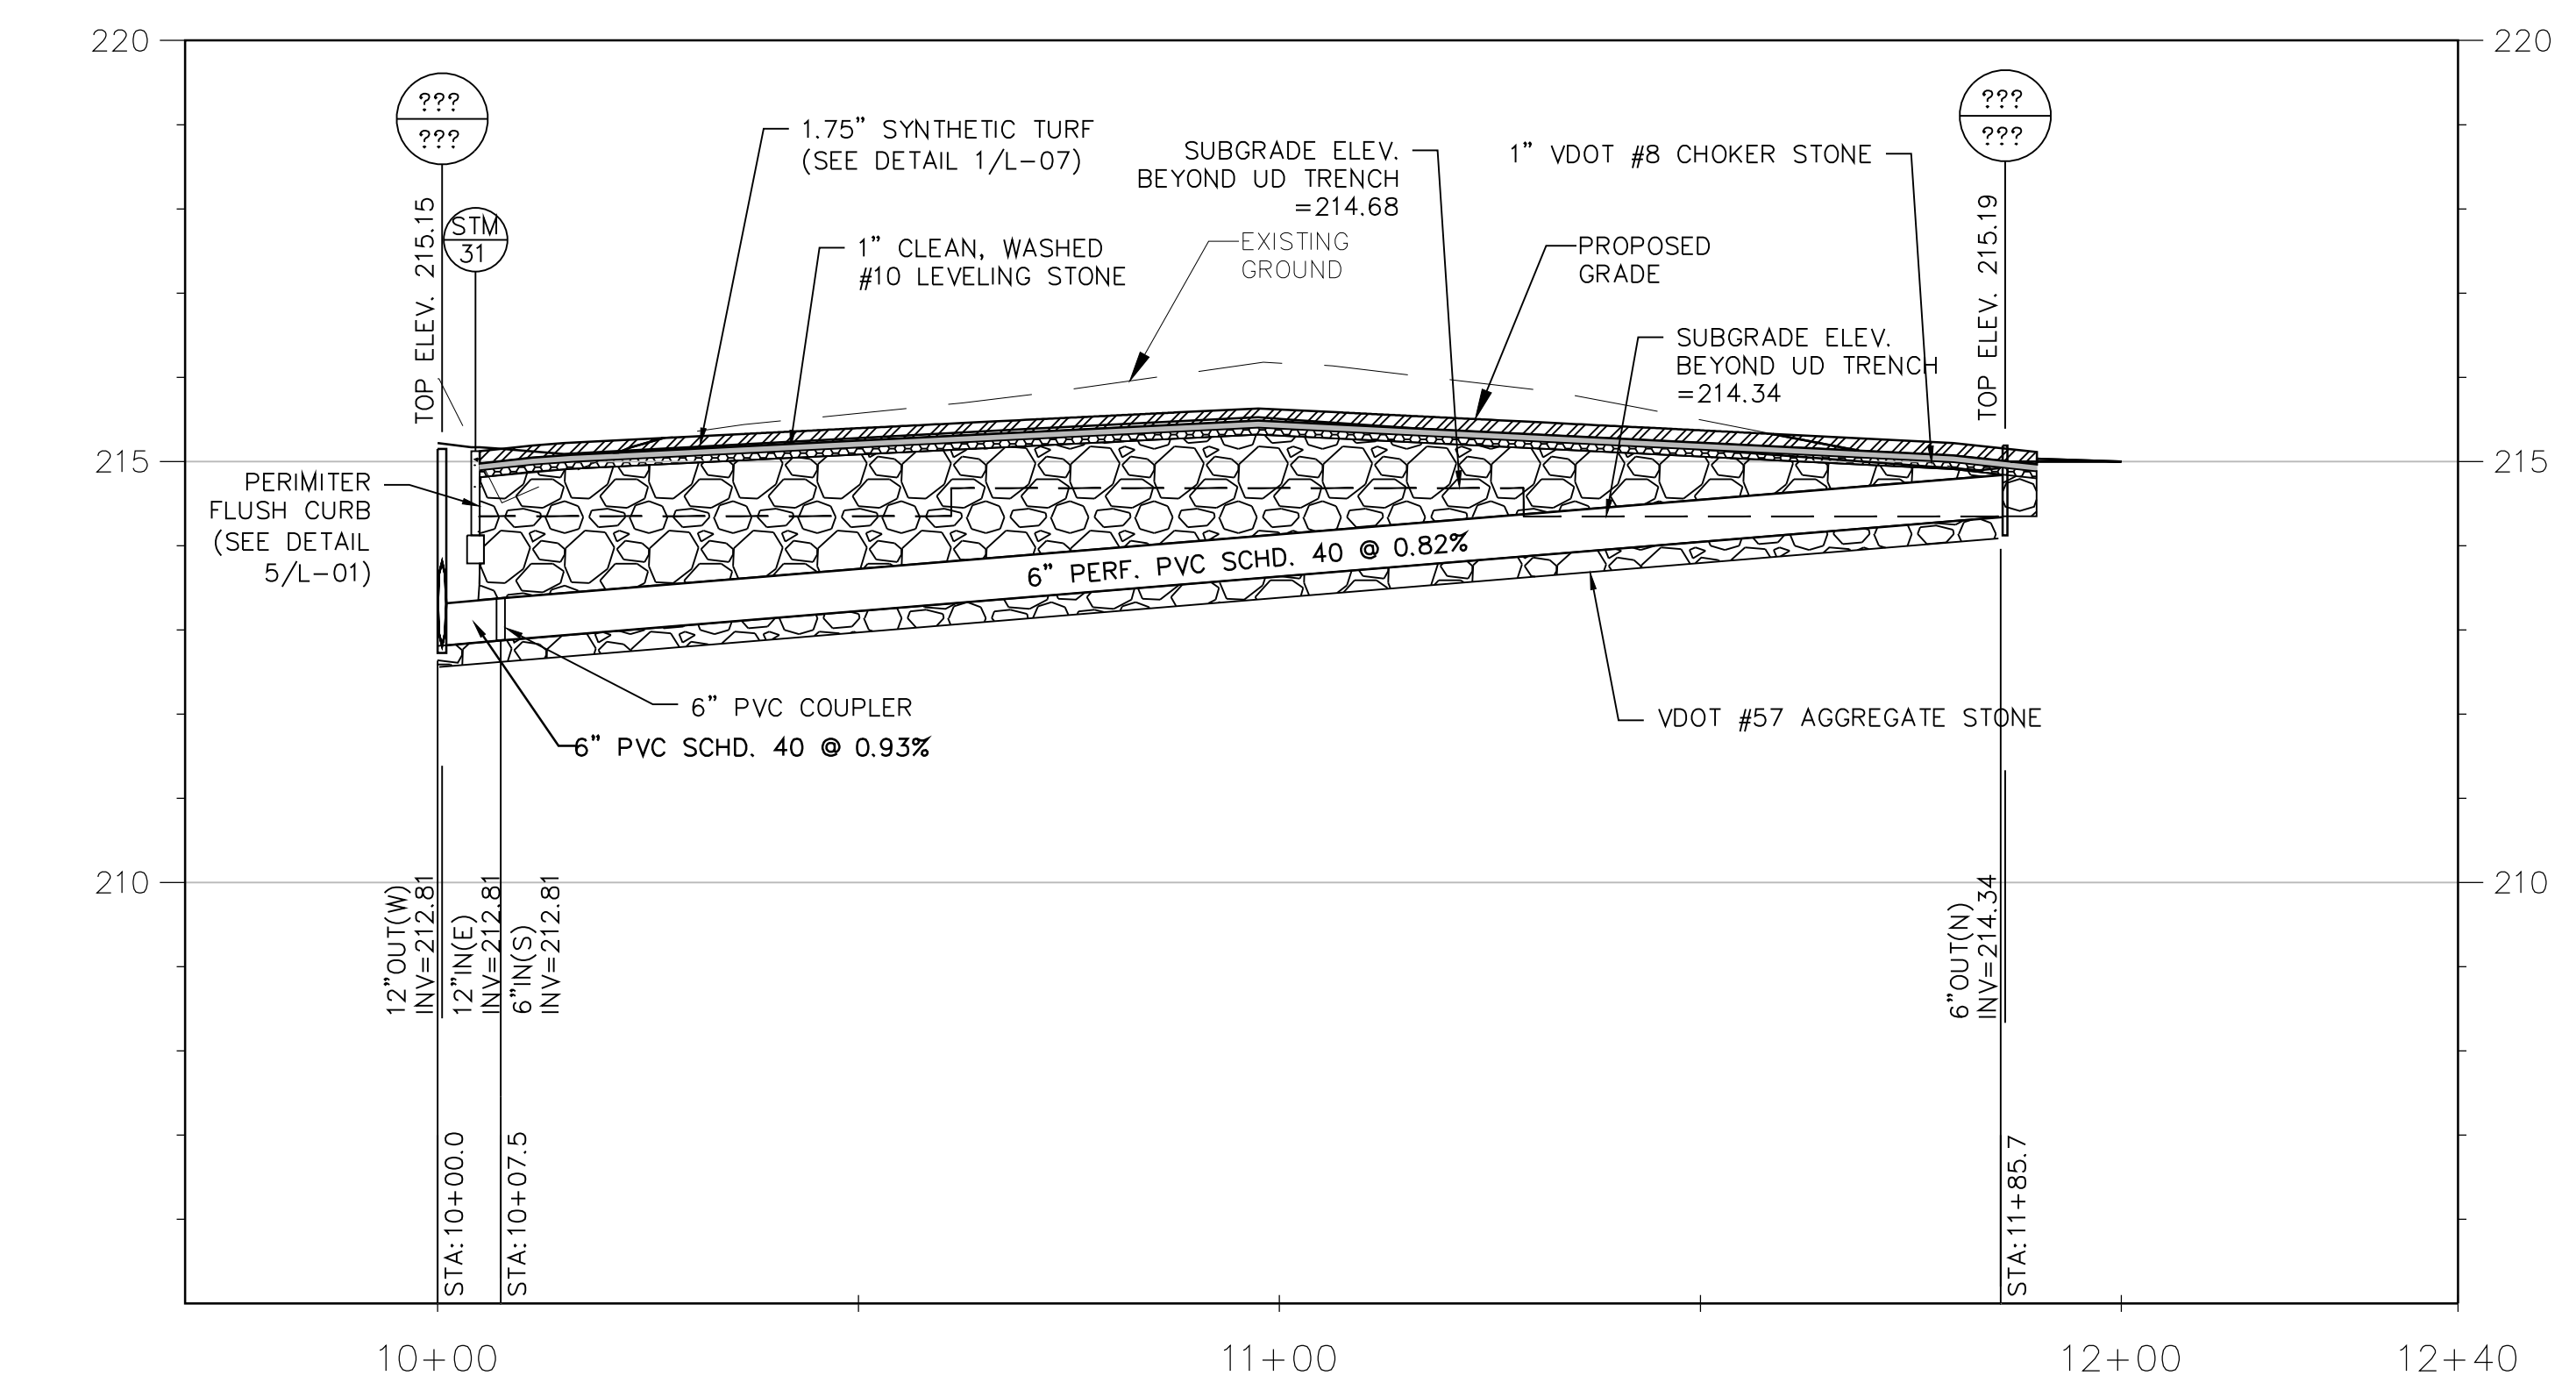 220
220
???
???
???
???
1.75” SYNTHETIC TURF
(SEE DETAIL 1/L-07)
SUBGRADE ELEV.
BEYOND UD TRENCH
=214.68
1” VDOT #8 CHOKER STONE
TOP ELEV. 215.15
STM
31
1” CLEAN, WASHED
#10 LEVELING STONE
EXISTING
GROUND
PROPOSED
GRADE
TOP ELEV. 215.19
SUBGRADE ELEV.
BEYOND UD TRENCH
=214.34
215
215
PERIMITER
FLUSH CURB
(SEE DETAIL
5/L-01)
6” PERF. PVC SCHD. 40 @ 0.82%
6” PVC COUPLER
6” PVC SCHD. 40 @ 0.93%
VDOT #57 AGGREGATE STONE
210
210
12”OUT(W)
INV=212.81
12”IN(E)
INV=212.81
6”IN(S)
INV=212.81
6”OUT(N)
INV=214.34
STA:10+00.0
STA:10+07.5
STA:11+85.7
10+00
11+00
12+00
12+40